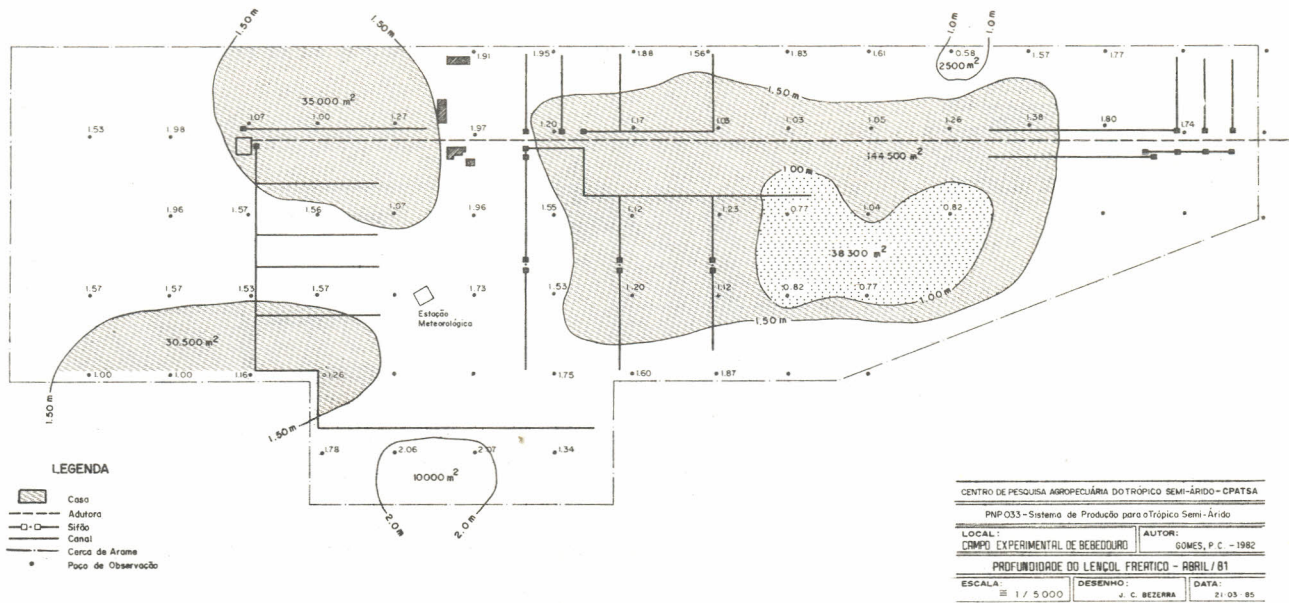 1.50 m
1.50 m
1.0 m
1.0 m
1.91
1.95
1.88
1.56
1.83
1.61
0.58
1.57
1.77
2500 m²
35000 m²
1.50 m
1.53
1.98
1.07
1.00
1.27
1.97
1.20
1.17
1.05
1.03
1.05
1.26
1.38
1.80
1.74
144 500 m²
1.00 m
1.96
1.57
1.56
1.07
1.96
1.55
1.12
1.23
0.77
1.04
0.82
38 300 m²
1.57
1.57
1.53
1.57
1.73
1.53
1.20
1.12
0.82
0.77
1.00 m
Estação
Meteorológica
1.50 m
30.500 m²
1.00
1.00
1.16
1.26
1.75
1.60
1.87
1.50 m
1.50 m
1.78
2.06
2.07
1.34
10000 m²
2.0 m
2.0 m
LEGENDA
Casa
Adutora
Sifão
Canal
Cerca de Arame
Poço de Observação
CENTRO DE PESQUISA AGROPECUÁRIA DO TRÓPICO SEMI-ÁRIDO - CPATSA
PNP 033 - Sistema de Produção para o Trópico Semi-Árido
LOCAL: AUTOR:
CAMPO EXPERIMENTAL DE BEBEDOURO GOMES, P. C. - 1982
PROFUNDIDADE DO LENÇOL FREÁTICO - ABRIL / 81
ESCALA: DESENHO: DATA:
≅ 1 / 5 000 J. C. BEZERRA 21-03-85